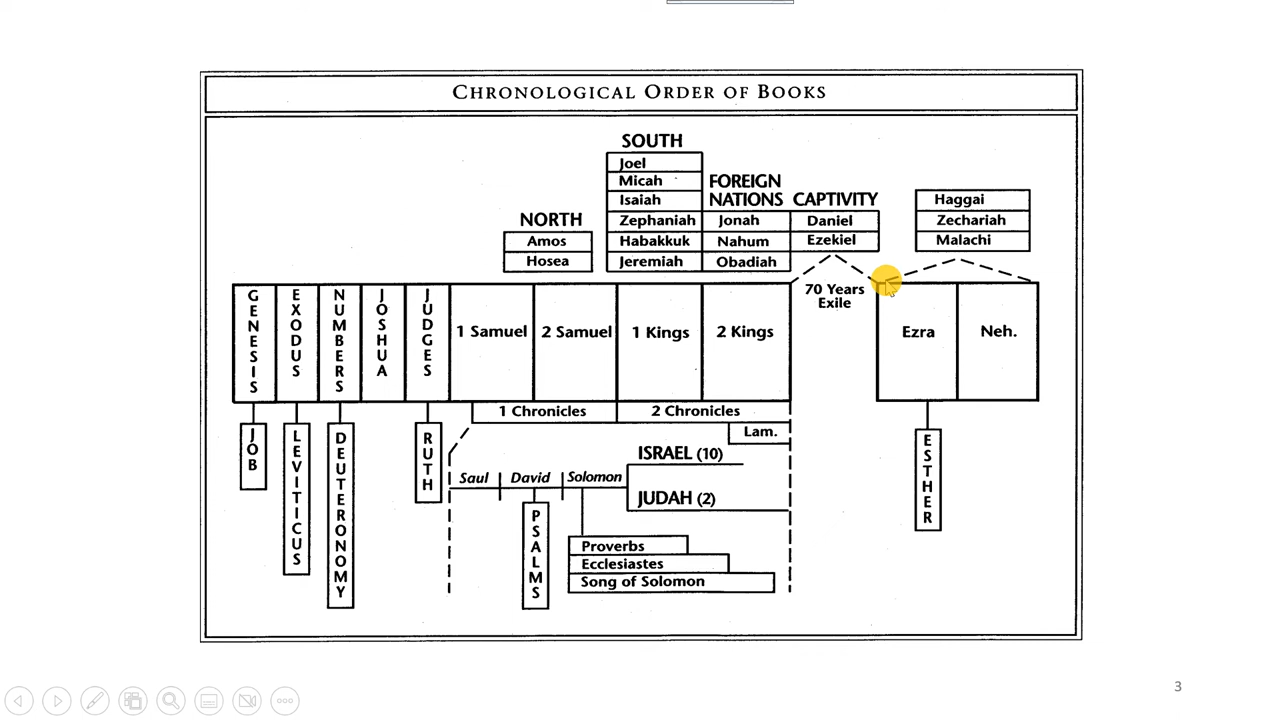 CHRONOLOGICAL ORDER OF BOOKS
SOUTH
Joel
Micah
Isaiah
Zephaniah
Habakkuk
Jeremiah
NORTH
Amos
Hosea
FOREIGN
NATIONS
Jonah
Nahum
Obadiah
CAPTIVITY
Daniel
Ezekiel
Haggai
Zechariah
Malachi
GENESIS
EXODUS
NUMBERS
JOSHUA
JUDGES
1 Samuel
2 Samuel
1 Kings
2 Kings
70 Years
Exile
Ezra
Neh.
1 Chronicles
2 Chronicles
Lam.
JOB
LEVITICUS
DEUTERONOMY
RUTH
ESTHER
Saul
David
Solomon
ISRAEL (10)
JUDAH (2)
PSALMS
Proverbs
Ecclesiastes
Song of Solomon
3